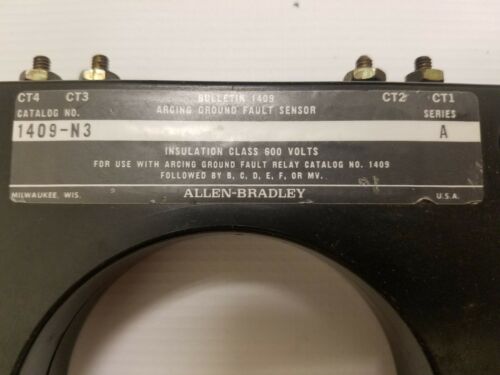 CT4 CT3 BULLETIN 1409 CT2 CT1
CATALOG NO. ARCING GROUND FAULT SENSOR SERIES
1409-N3 A
INSULATION CLASS 600 VOLTS
FOR USE WITH ARCING GROUND FAULT RELAY CATALOG NO. 1409
FOLLOWED BY B, C, D, E, F, OR MV.
MILWAUKEE, WIS. ALLEN-BRADLEY U.S.A.